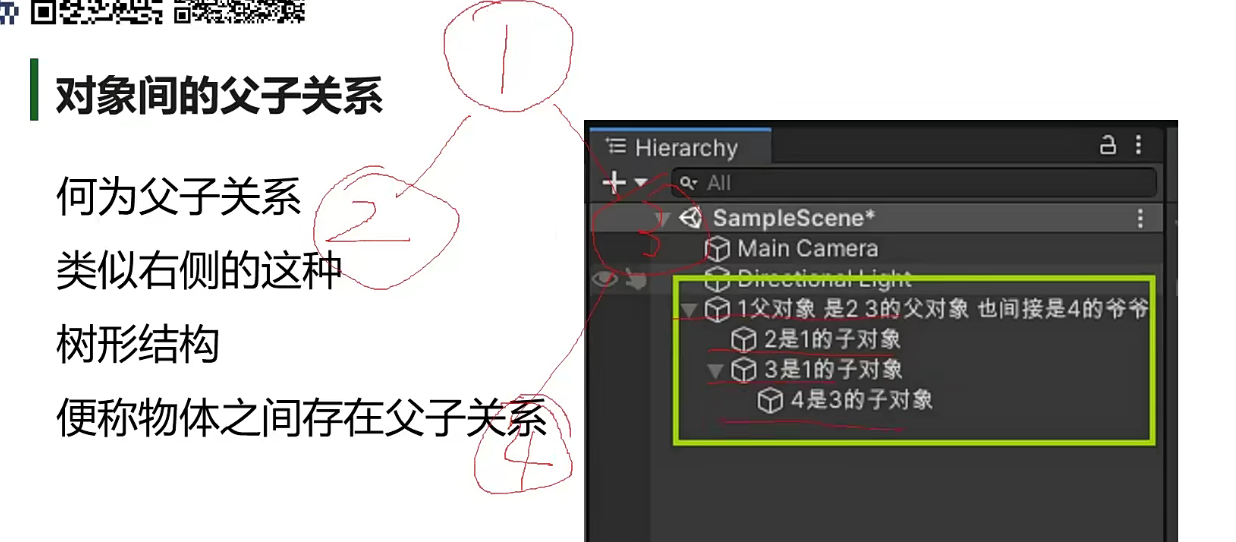 对象间的父子关系
何为父子关系
类似右侧的这种
树形结构
便称物体之间存在父子关系
1
2
3
4
Hierarchy
All
SampleScene*
Main Camera
Directional Light
1父对象 是2 3的父对象 也间接是4的爷爷
2是1的子对象
3是1的子对象
4是3的子对象